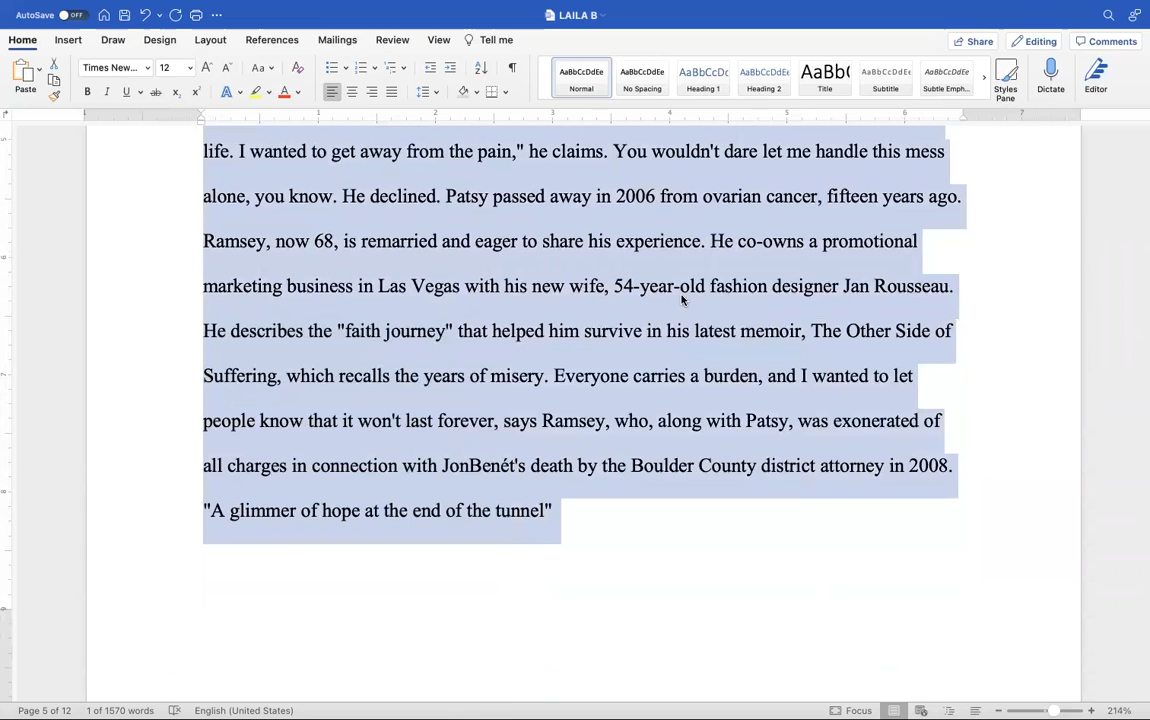 AutoSave OFF LAILA B
Home Insert Draw Design Layout References Mailings Review View Tell me Share Editing Comments
Paste Times New... 12 Aa AaBbCcDdEe Normal AaBbCcDdEe No Spacing AaBbCcDc Heading 1 AaBbCcDdEe Heading 2 AaBb( Title AaBbCcDdEe Subtitle AaBbCcDdEe Subtle Emph... Styles Pane Dictate Editor
1 2 3 4 5 6 7
life. I wanted to get away from the pain," he claims. You wouldn't dare let me handle this mess
alone, you know. He declined. Patsy passed away in 2006 from ovarian cancer, fifteen years ago.
Ramsey, now 68, is remarried and eager to share his experience. He co-owns a promotional
marketing business in Las Vegas with his new wife, 54-year-old fashion designer Jan Rousseau.
He describes the "faith journey" that helped him survive in his latest memoir, The Other Side of
Suffering, which recalls the years of misery. Everyone carries a burden, and I wanted to let
people know that it won't last forever, says Ramsey, who, along with Patsy, was exonerated of
all charges in connection with JonBenét's death by the Boulder County district attorney in 2008.
"A glimmer of hope at the end of the tunnel"
Page 5 of 12 1 of 1570 words English (United States) Focus 214%